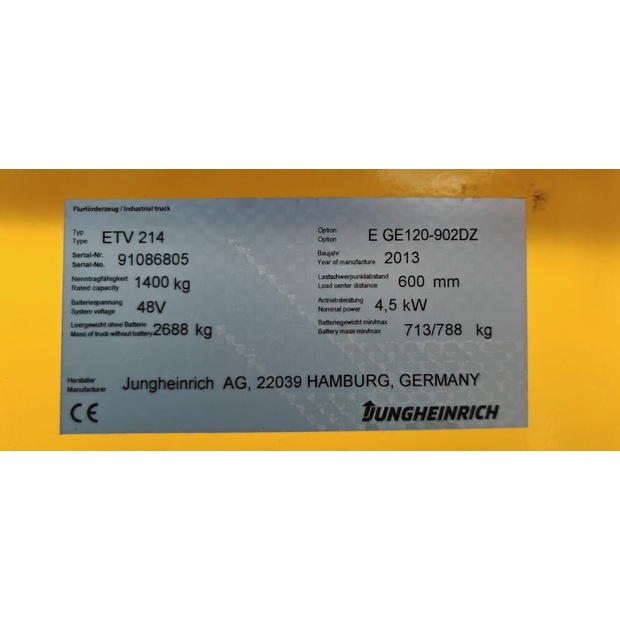 Flurförderzeug / Industrial truck
Typ
Type ETV 214
Option
Option E GE120-902DZ
Serial-Nr.
Serial-No. 91086805
Baujahr
Year of manufacture 2013
Nenntragfähigkeit
Rated capacity 1400 kg
Lastschwerpunktabstand
Load center distance 600 mm
Batteriespannung
System voltage 48V
Antriebsleistung
Nominal power 4,5 kW
Leergewicht ohne Batterie
Mass of truck without battery 2688 kg
Batteriegewicht min/max
Battery mass min/max 713/788 kg
Hersteller
Manufacturer Jungheinrich AG, 22039 HAMBURG, GERMANY
CE JUNGHEINRICH